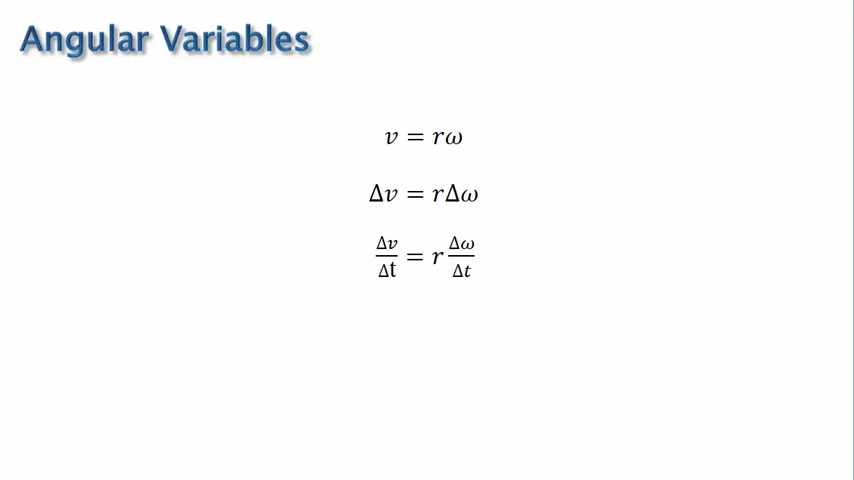 Angular Variables
𝑣 = 𝑟𝜔
Δ𝑣 = 𝑟Δ𝜔
Δ𝑣/Δt = 𝑟 Δ𝜔/Δ𝑡